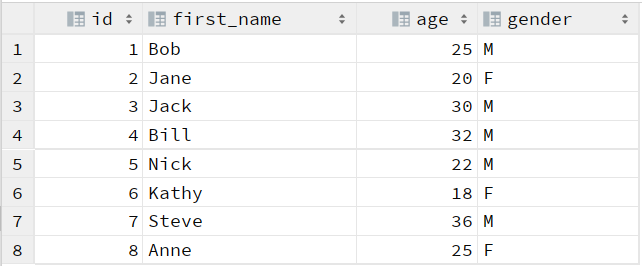 id first_name age gender
1 1 Bob 25 M
2 2 Jane 20 F
3 3 Jack 30 M
4 4 Bill 32 M
5 5 Nick 22 M
6 6 Kathy 18 F
7 7 Steve 36 M
8 8 Anne 25 F